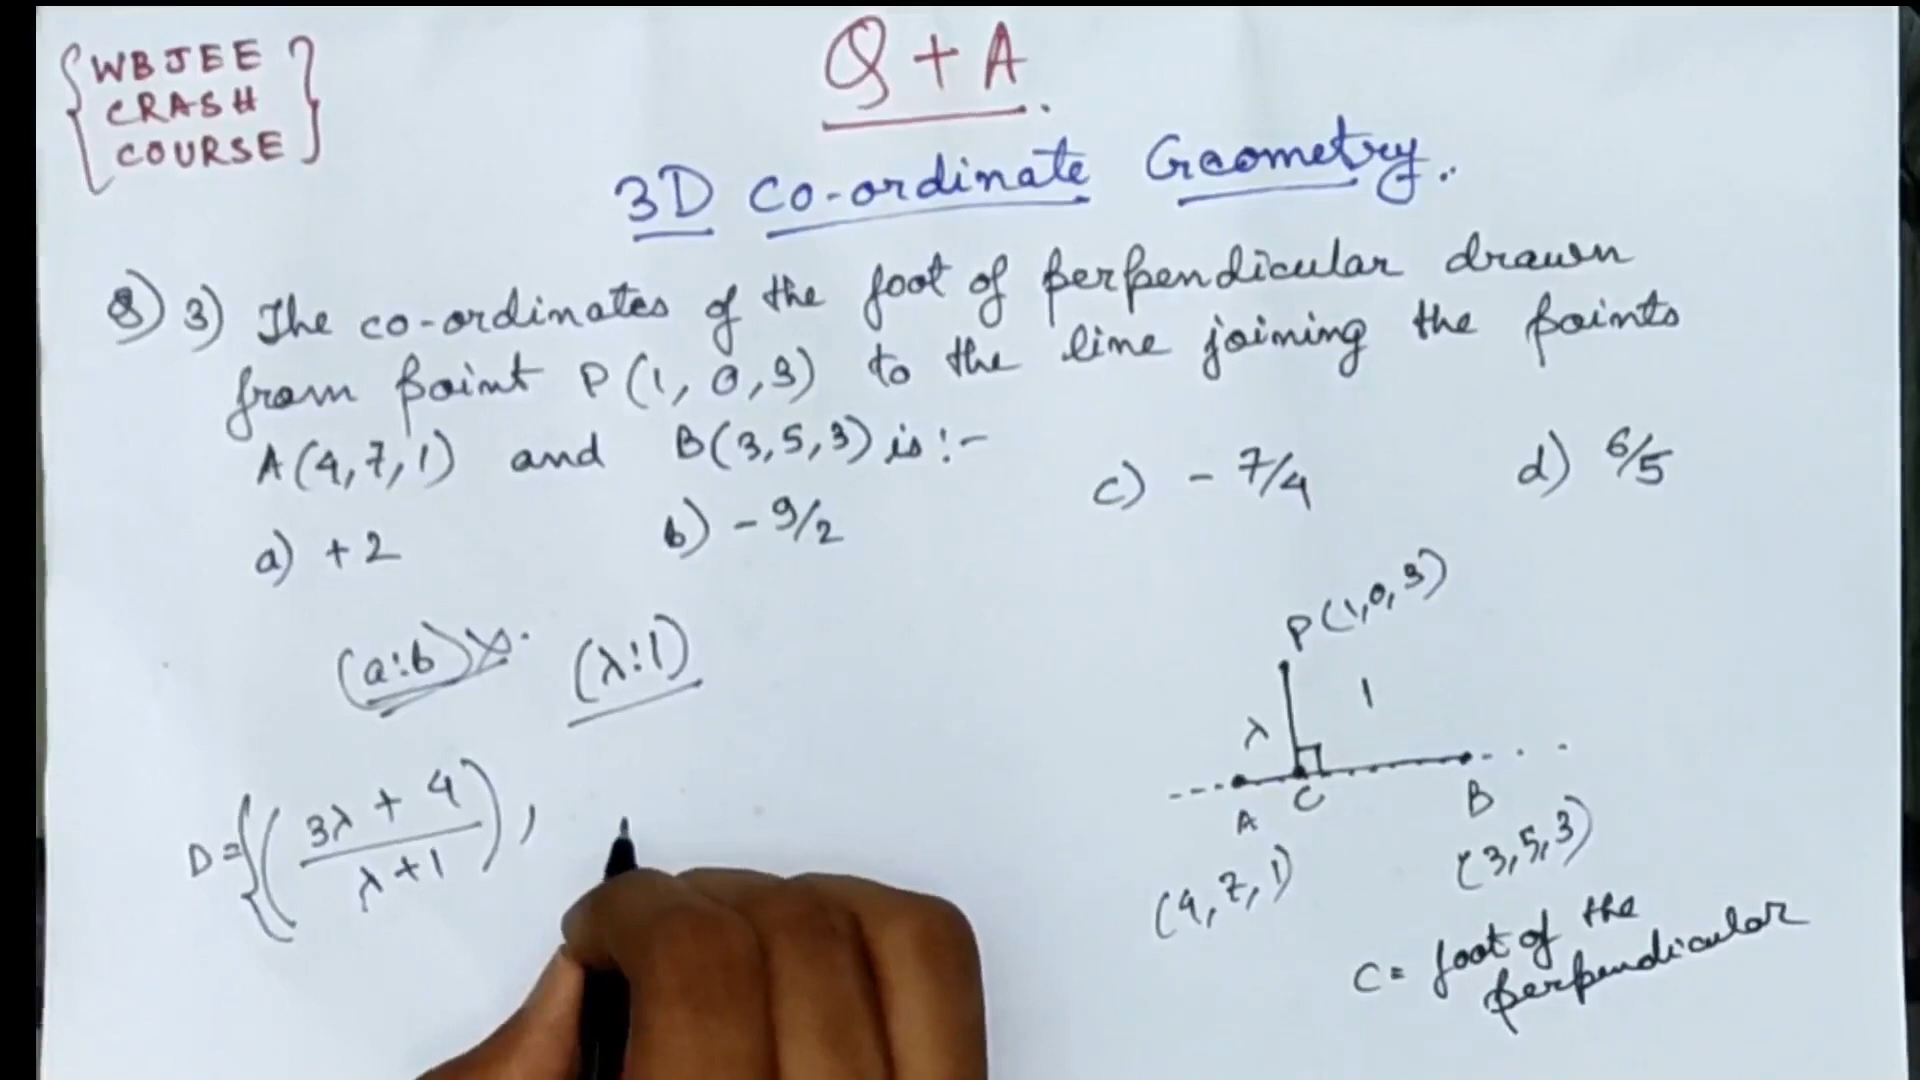 WBJEE
CRASH
COURSE
Q + A.
3D Co-ordinate Geometry.
Q) 3) The co-ordinates of the foot of perpendicular drawn
from point P(1, 0, 3) to the line joining the points
A(4, 7, 1) and B(3, 5, 3) is :-
a) + 2 b) - 9/2 c) - 7/4 d) 6/5
(a:b) (λ:1)
P(1, 0, 3)
λ 1
A C B
(4, 7, 1) (3, 5, 3)
D = {((3λ + 4)/(λ + 1)),
C = foot of the
perpendicular